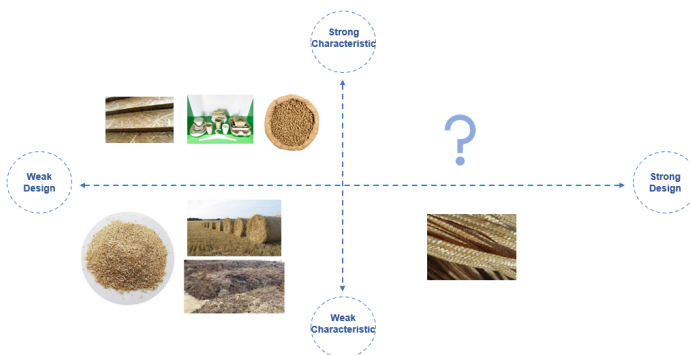 Strong
Characteristic
?
Weak
Design
Strong
Design
Weak
Characteristic